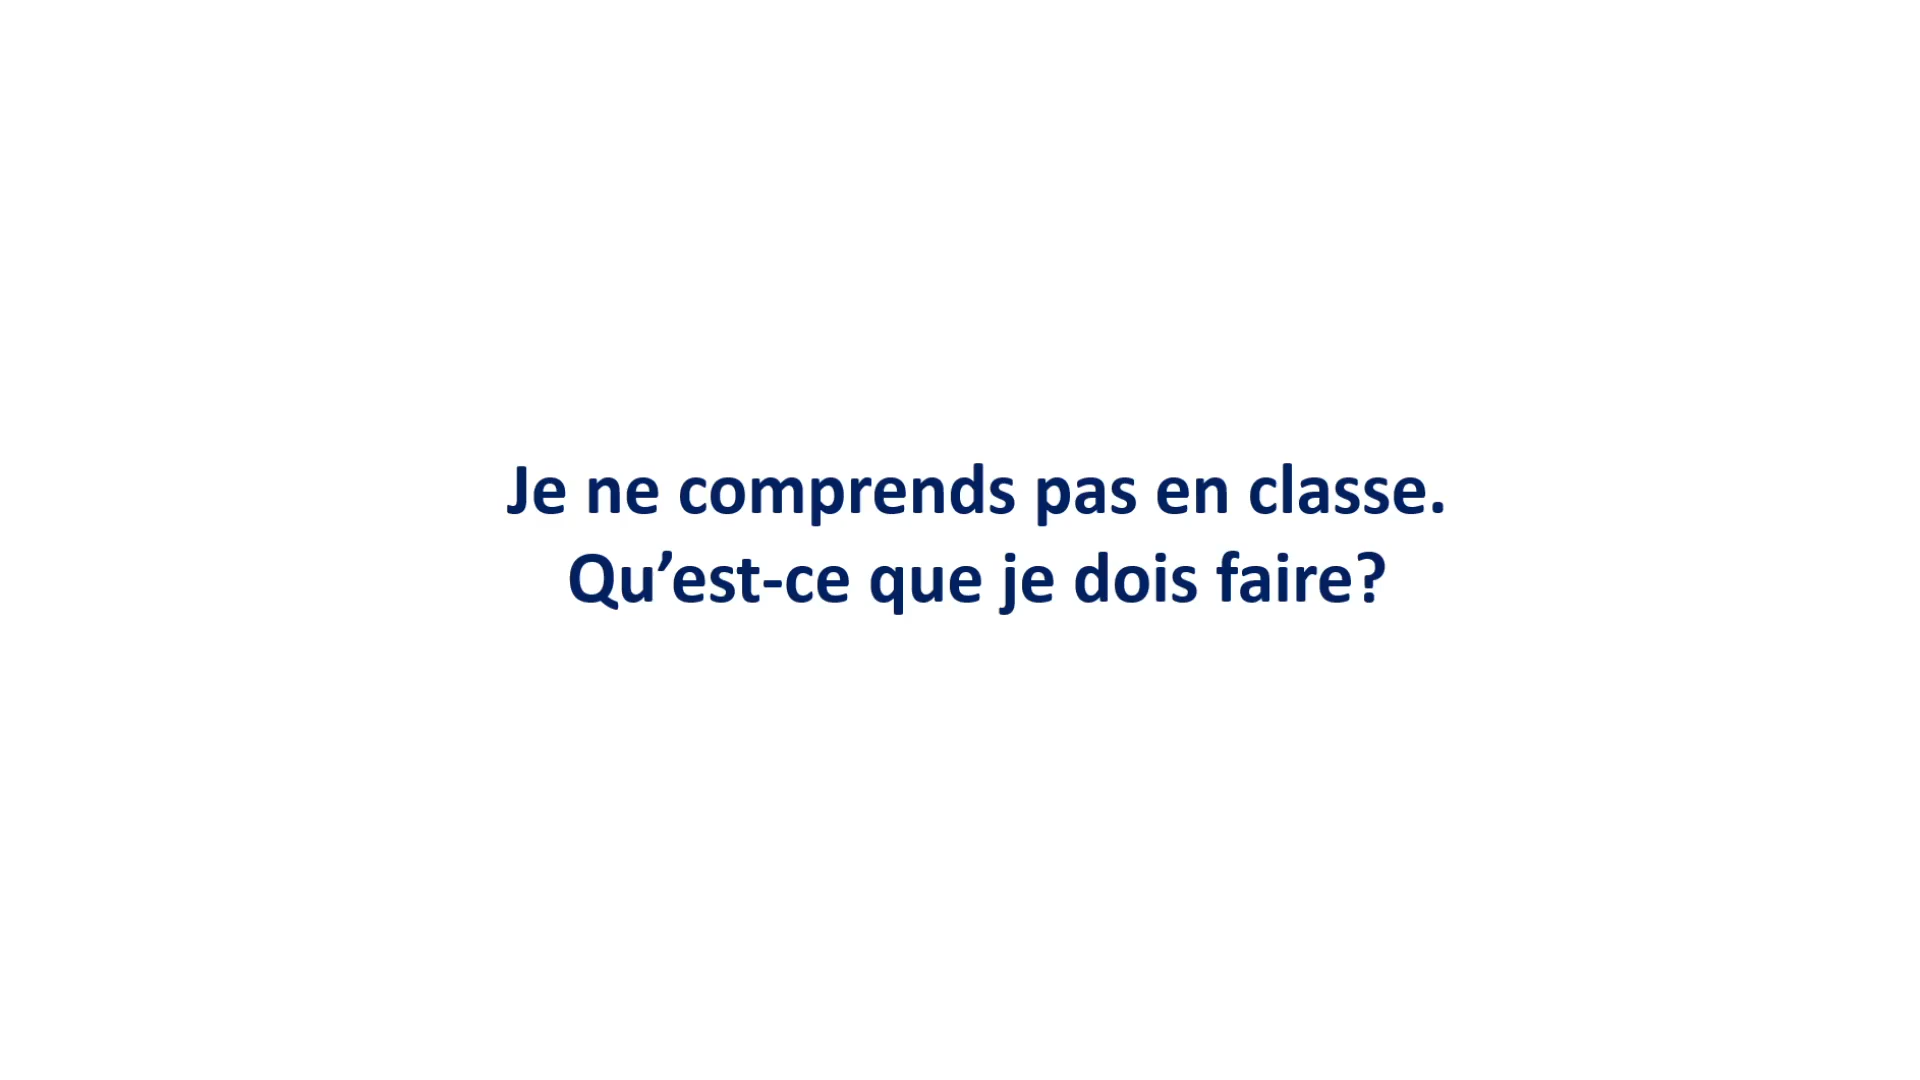 Je ne comprends pas en classe.
Qu’est-ce que je dois faire?